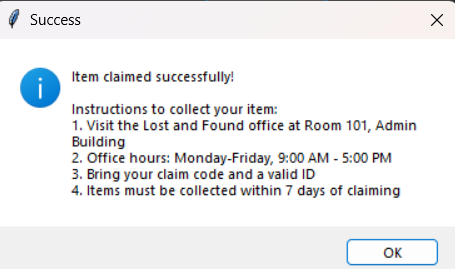 Success
Item claimed successfully!
Instructions to collect your item:
1. Visit the Lost and Found office at Room 101, Admin
Building
2. Office hours: Monday-Friday, 9:00 AM - 5:00 PM
3. Bring your claim code and a valid ID
4. Items must be collected within 7 days of claiming
OK